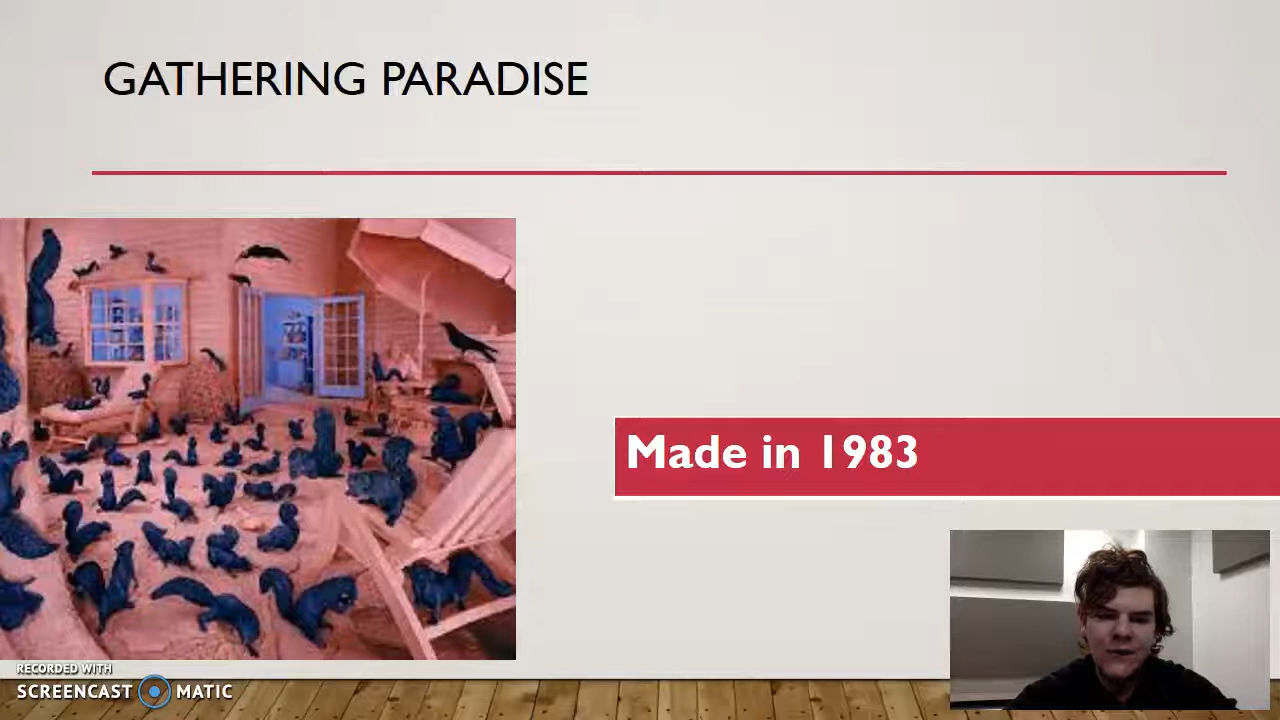 GATHERING PARADISE
Made in 1983
RECORDED WITH
SCREENCAST MATIC